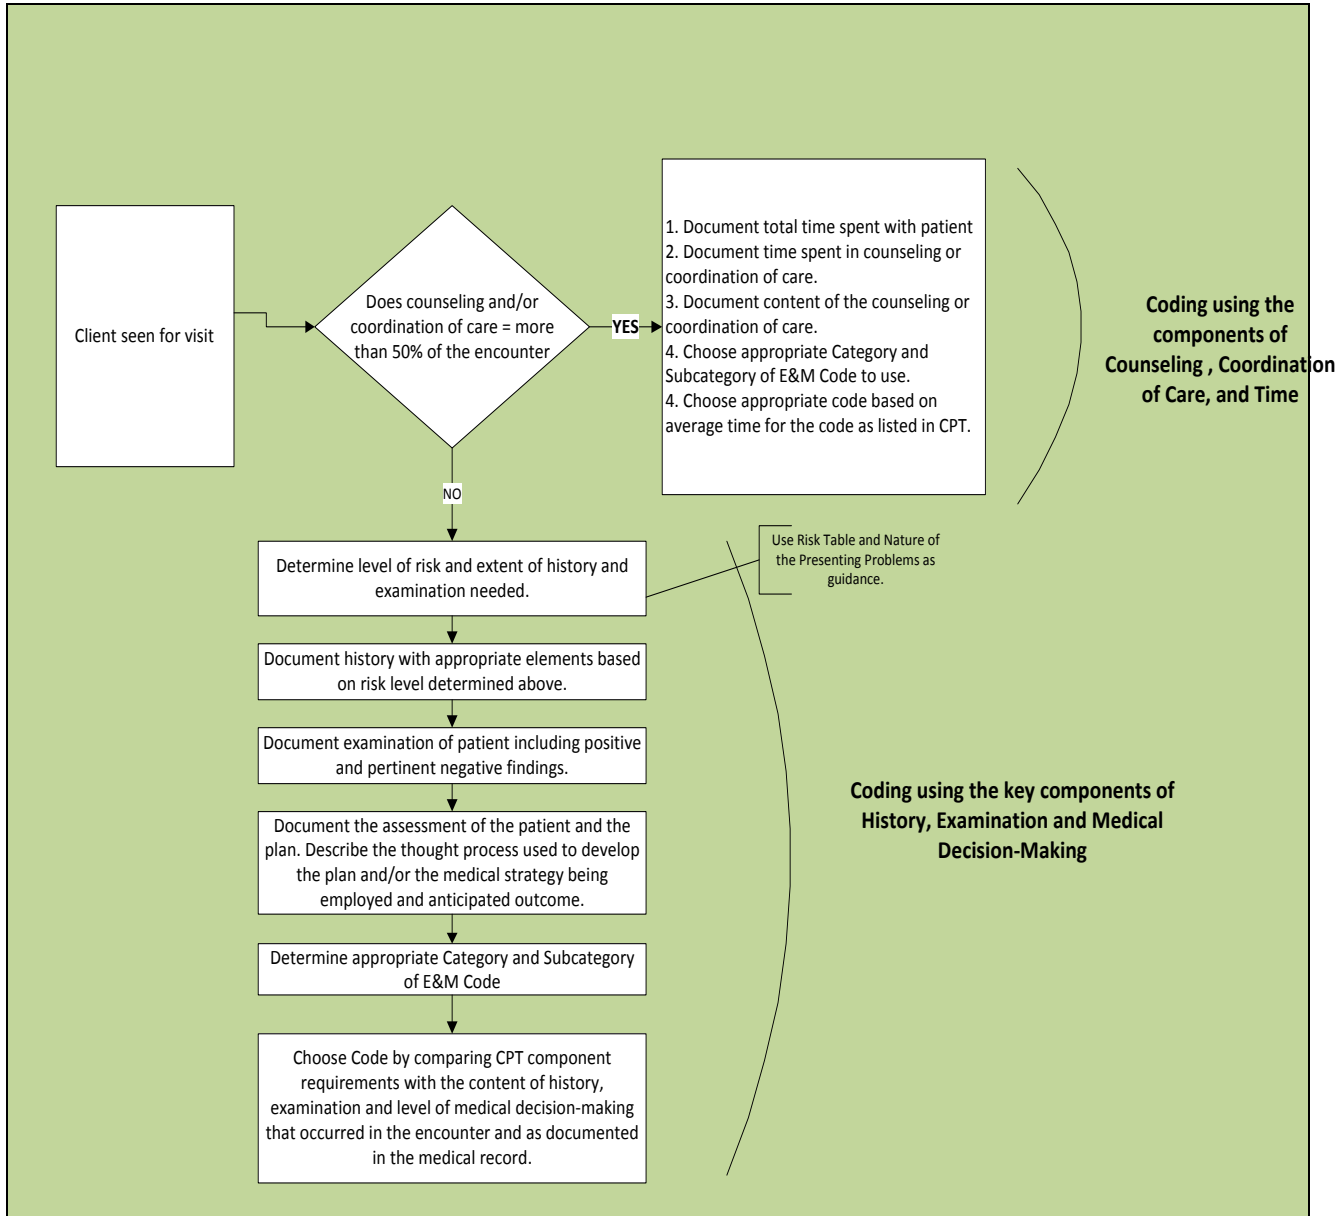 Client seen for visit
Does counseling and/or
coordination of care = more
than 50% of the encounter
YES
1. Document total time spent with patient
2. Document time spent in counseling or
coordination of care.
3. Document content of the counseling or
coordination of care.
4. Choose appropriate Category and
Subcategory of E&M Code to use.
4. Choose appropriate code based on
average time for the code as listed in CPT.
Coding using the
components of
Counseling , Coordination
of Care, and Time
NO
Determine level of risk and extent of history and
examination needed.
Use Risk Table and Nature of
the Presenting Problems as
guidance.
Document history with appropriate elements based
on risk level determined above.
Document examination of patient including positive
and pertinent negative findings.
Document the assessment of the patient and the
plan. Describe the thought process used to develop
the plan and/or the medical strategy being
employed and anticipated outcome.
Coding using the key components of
History, Examination and Medical
Decision-Making
Determine appropriate Category and Subcategory
of E&M Code
Choose Code by comparing CPT component
requirements with the content of history,
examination and level of medical decision-making
that occurred in the encounter and as documented
in the medical record.